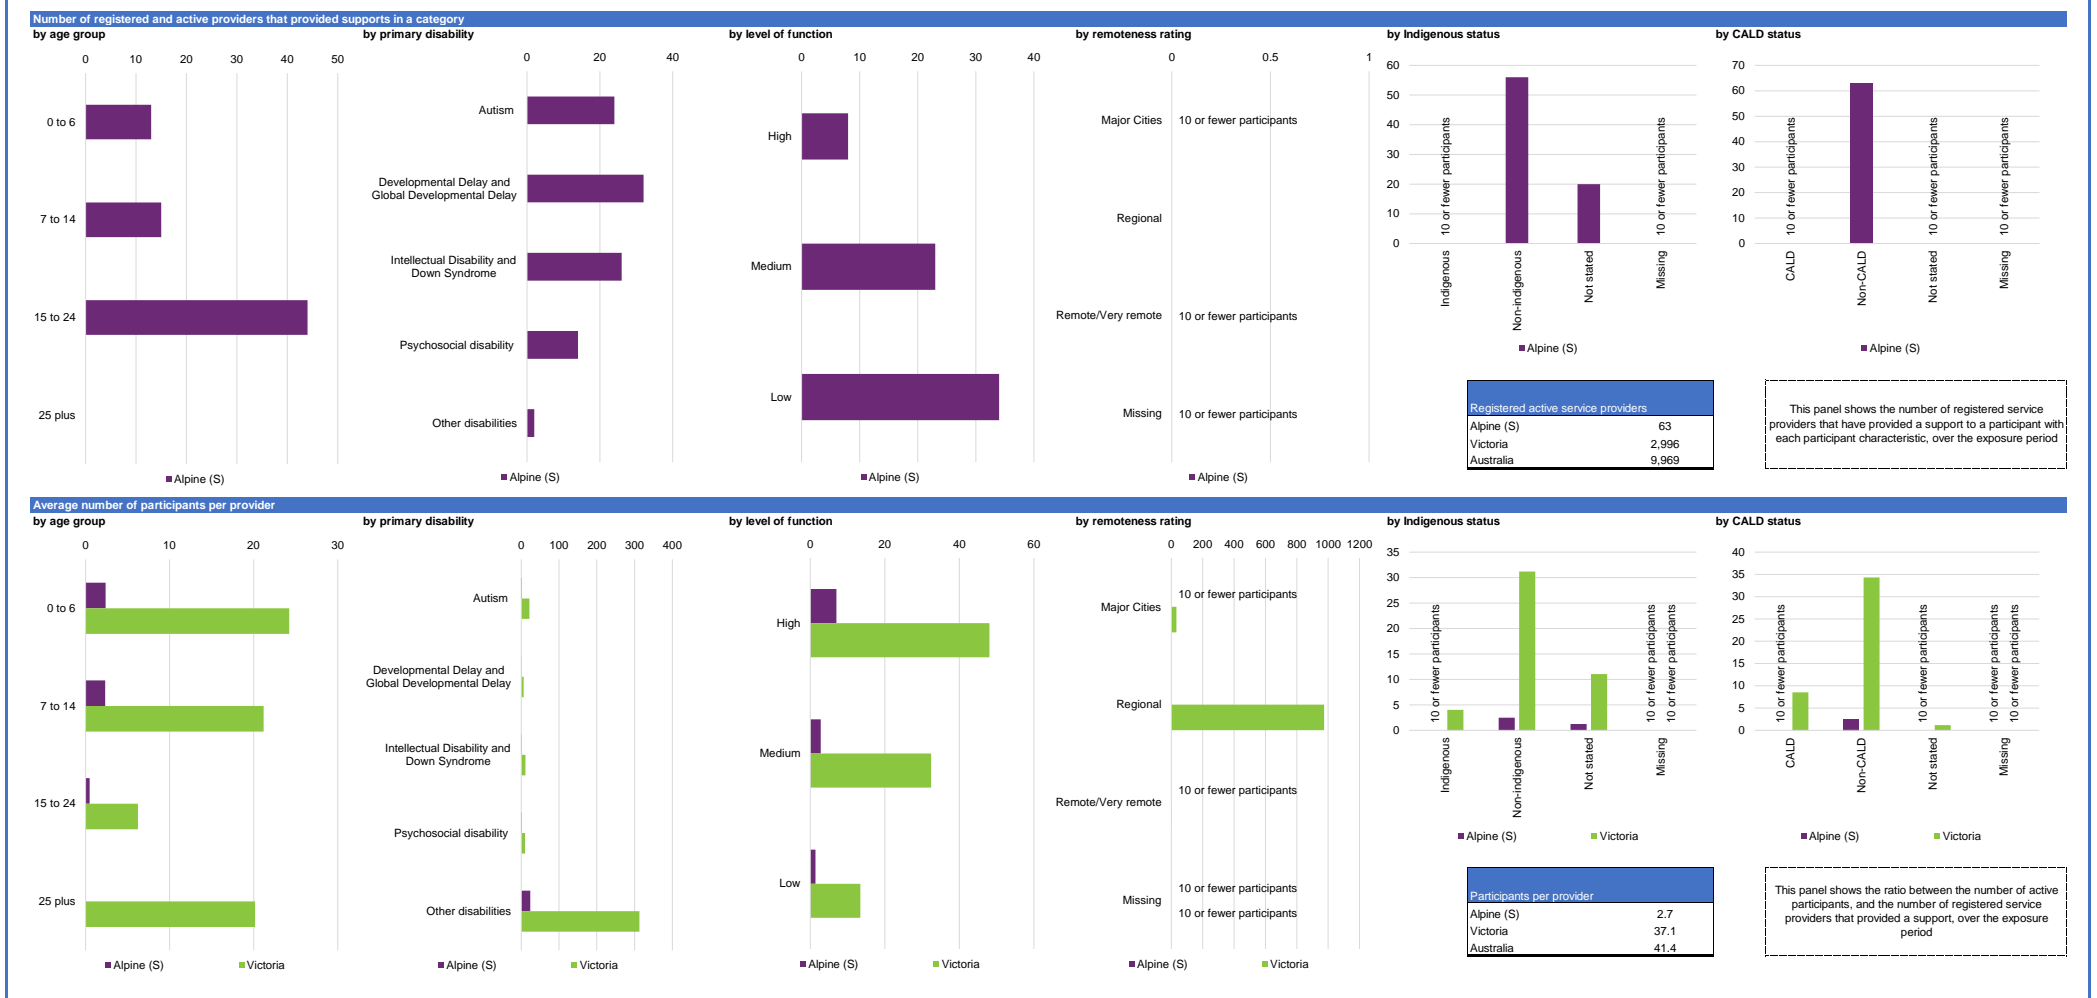 Number of registered and active providers that provided supports in a category
by age group
0 10 20 30 40 50
0 to 6
7 to 14
15 to 24
25 plus
Alpine (S)
by primary disability
0 20 40
Autism
Developmental Delay and
Global Developmental Delay
Intellectual Disability and
Down Syndrome
Psychosocial disability
Other disabilities
Alpine (S)
by level of function
0 10 20 30 40
High
Medium
Low
Alpine (S)
by remoteness rating
0 0.5 1
Major Cities 10 or fewer participants
Regional
Remote/Very remote 10 or fewer participants
Missing 10 or fewer participants
Alpine (S)
by Indigenous status
60
50
40
30
20
10
0
10 or fewer participants
10 or fewer participants
Indigenous
Non-indigenous
Not stated
Missing
Alpine (S)
by CALD status
70
60
50
40
30
20
10
0
10 or fewer participants
10 or fewer participants
10 or fewer participants
CALD
Non-CALD
Not stated
Missing
Alpine (S)
Registered active service providers
Alpine (S) 63
Victoria 2,996
Australia 9,969
This panel shows the number of registered service
providers that have provided a support to a participant with
each participant characteristic, over the exposure period
Average number of participants per provider
by age group
0 10 20 30
0 to 6
7 to 14
15 to 24
25 plus
Alpine (S) Victoria
by primary disability
0 100 200 300 400
Autism
Developmental Delay and
Global Developmental Delay
Intellectual Disability and
Down Syndrome
Psychosocial disability
Other disabilities
Alpine (S) Victoria
by level of function
0 20 40 60
High
Medium
Low
Alpine (S) Victoria
by remoteness rating
0 200 400 600 800 1000 1200
10 or fewer participants
Major Cities
Regional
10 or fewer participants
Remote/Very remote
10 or fewer participants
Missing
10 or fewer participants
Alpine (S) Victoria
by Indigenous status
35
30
25
20
15
10
5
0
10 or fewer participants
10 or fewer participants
10 or fewer participants
Indigenous
Non-indigenous
Not stated
Missing
Alpine (S) Victoria
by CALD status
40
35
30
25
20
15
10
5
0
10 or fewer participants
10 or fewer participants
10 or fewer participants
10 or fewer participants
CALD
Non-CALD
Not stated
Missing
Alpine (S) Victoria
Participants per provider
Alpine (S) 2.7
Victoria 37.1
Australia 41.4
This panel shows the ratio between the number of active
participants, and the number of registered service
providers that provided a support, over the exposure
period